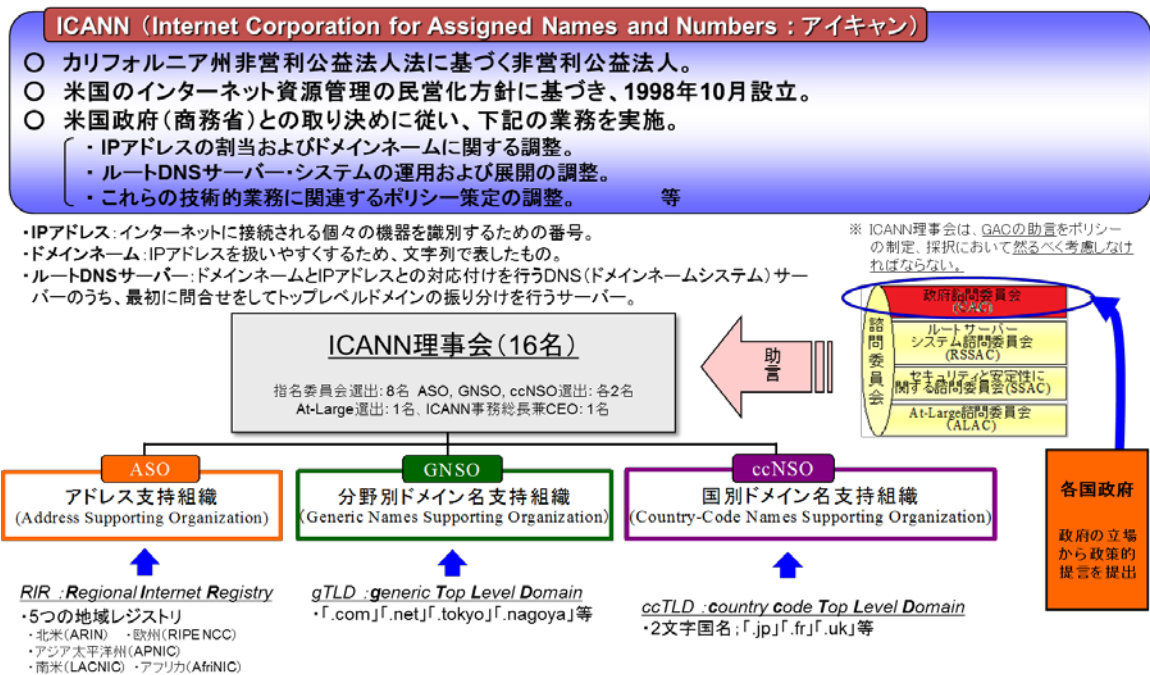 ICANN（Internet Corporation for Assigned Names and Numbers：アイキャン）
○ カリフォルニア州非営利公益法人法に基づく非営利公益法人。
○ 米国のインターネット資源管理の民営化方針に基づき、1998年10月設立。
○ 米国政府（商務省）との取り決めに従い、下記の業務を実施。
・IPアドレスの割当およびドメインネームに関する調整。
・ルートDNSサーバー・システムの運用および展開の調整。
・これらの技術的業務に関連するポリシー策定の調整。 等
・IPアドレス：インターネットに接続される個々の機器を識別するための番号。
・ドメインネーム：IPアドレスを扱いやすくするため、文字列で表したもの。
・ルートDNSサーバー：ドメインネームとIPアドレスとの対応付けを行うDNS（ドメインネームシステム）サー
バーのうち、最初に問合せをしてトップレベルドメインの振り分けを行うサーバー。
※ ICANN理事会は、GACの助言をポリシー
の制定、採択において然るべく考慮しなけ
ればならない。
諮問委員会
政府諮問委員会
(GAC)
ルートサーバー
システム諮問委員会
(RSSAC)
セキュリティと安定性に
関する諮問委員会(SSAC)
At-Large諮問委員会
(ALAC)
助言
ICANN理事会（16名）
指名委員会選出：8名 ASO, GNSO, ccNSO選出：各2名
At-Large選出：1名、ICANN事務総長兼CEO：1名
各国政府
政府の立場
から政策的
提言を提出
ASO
アドレス支持組織
(Address Supporting Organization)
GNSO
分野別ドメイン名支持組織
(Generic Names Supporting Organization)
ccNSO
国別ドメイン名支持組織
(Country-Code Names Supporting Organization)
RIR：Regional Internet Registry
・5つの地域レジストリ
・北米(ARIN) ・欧州(RIPE NCC)
・アジア太平洋州(APNIC)
・南米(LACNIC) ・アフリカ(AfriNIC)
gTLD：generic Top Level Domain
・「.com」「.net」「.tokyo」「.nagoya」等
ccTLD：country code Top Level Domain
・2文字国名；「.jp」「.fr」「.uk」等